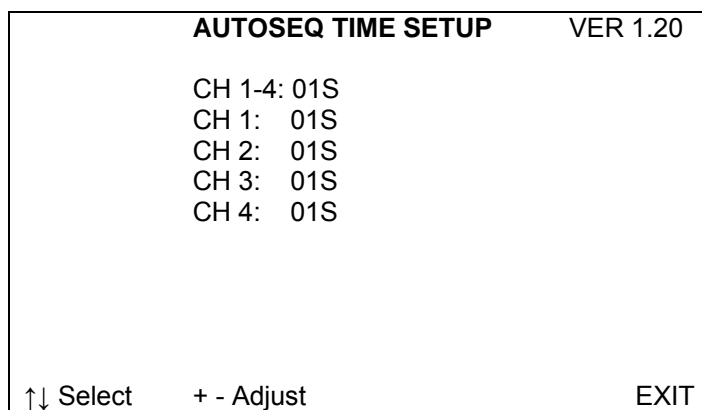 AUTOSEQ TIME SETUP VER 1.20
CH 1-4: 01S
CH 1: 01S
CH 2: 01S
CH 3: 01S
CH 4: 01S
↑↓ Select + - Adjust EXIT